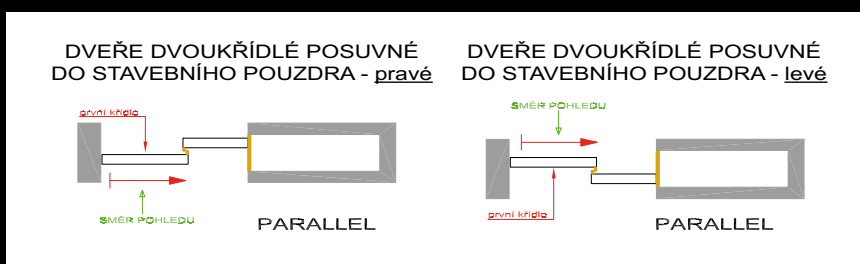 DVEŘE DVOUKŘÍDLÉ POSUVNÉ
DO STAVEBNÍHO POUZDRA - pravé
první křídlo
SMĚR POHLEDU
PARALLEL
DVEŘE DVOUKŘÍDLÉ POSUVNÉ
DO STAVEBNÍHO POUZDRA - levé
SMĚR POHLEDU
první křídlo
PARALLEL